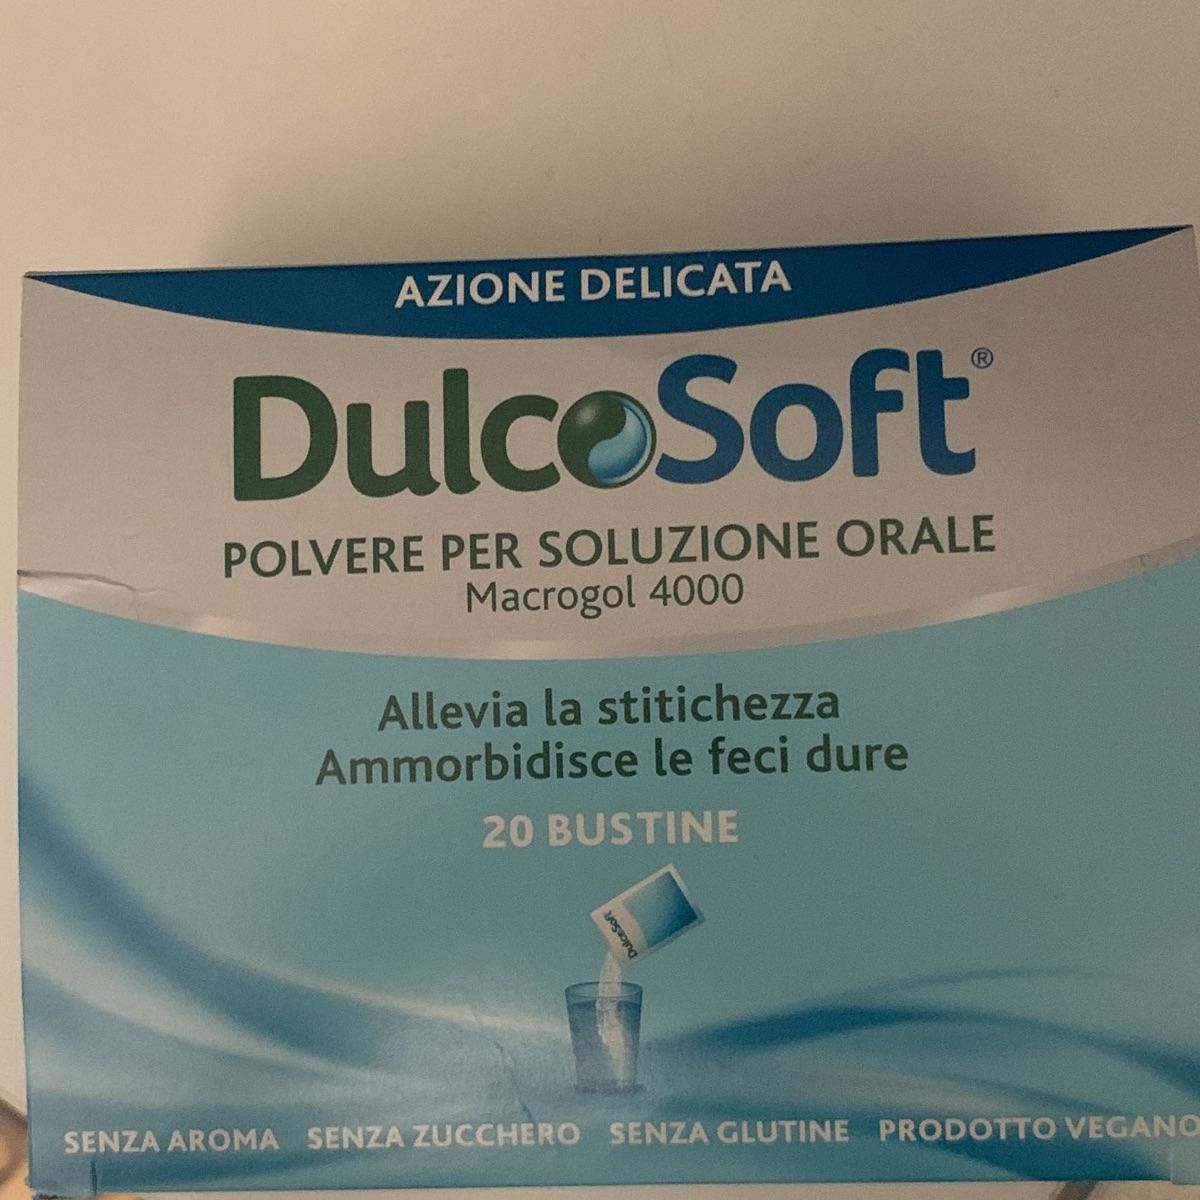 AZIONE DELICATA
DulcoSoft®
POLVERE PER SOLUZIONE ORALE
Macrogol 4000
Allevia la stitichezza
Ammorbidisce le feci dure
20 BUSTINE
DulcoSoft
SENZA AROMA SENZA ZUCCHERO SENZA GLUTINE PRODOTTO VEGANO